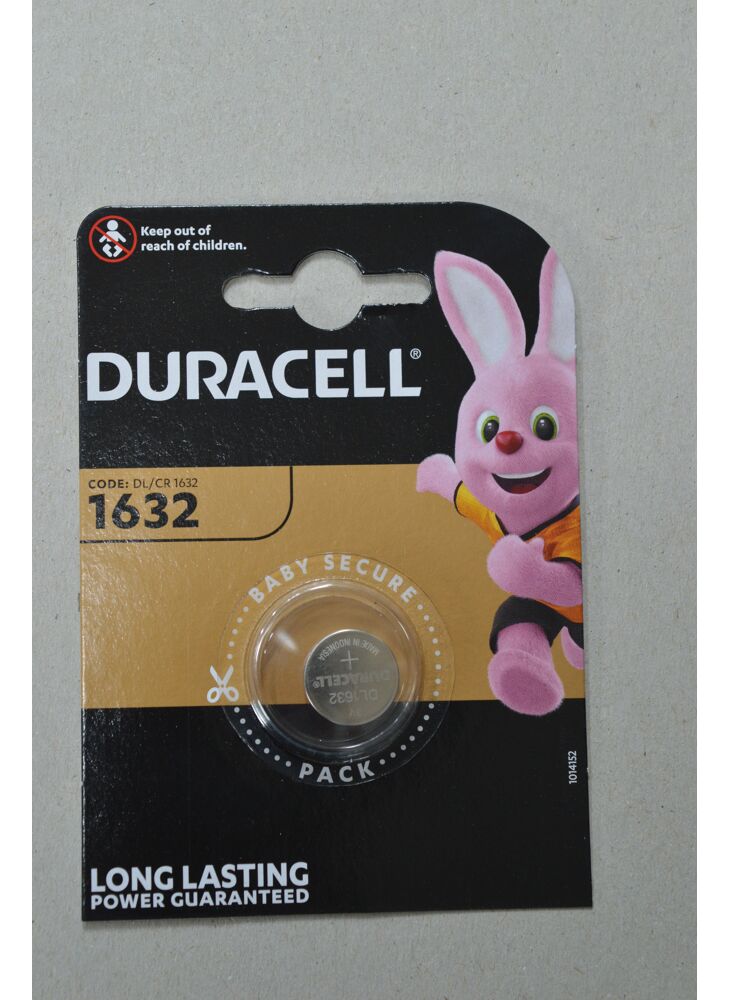 Keep out of
reach of children.
DURACELL®
CODE: DL/CR 1632
1632
BABY SECURE
MADE IN INDONESIA
+
DURACELL®
DL1632
3V
PACK
1014152
LONG LASTING
POWER GUARANTEED